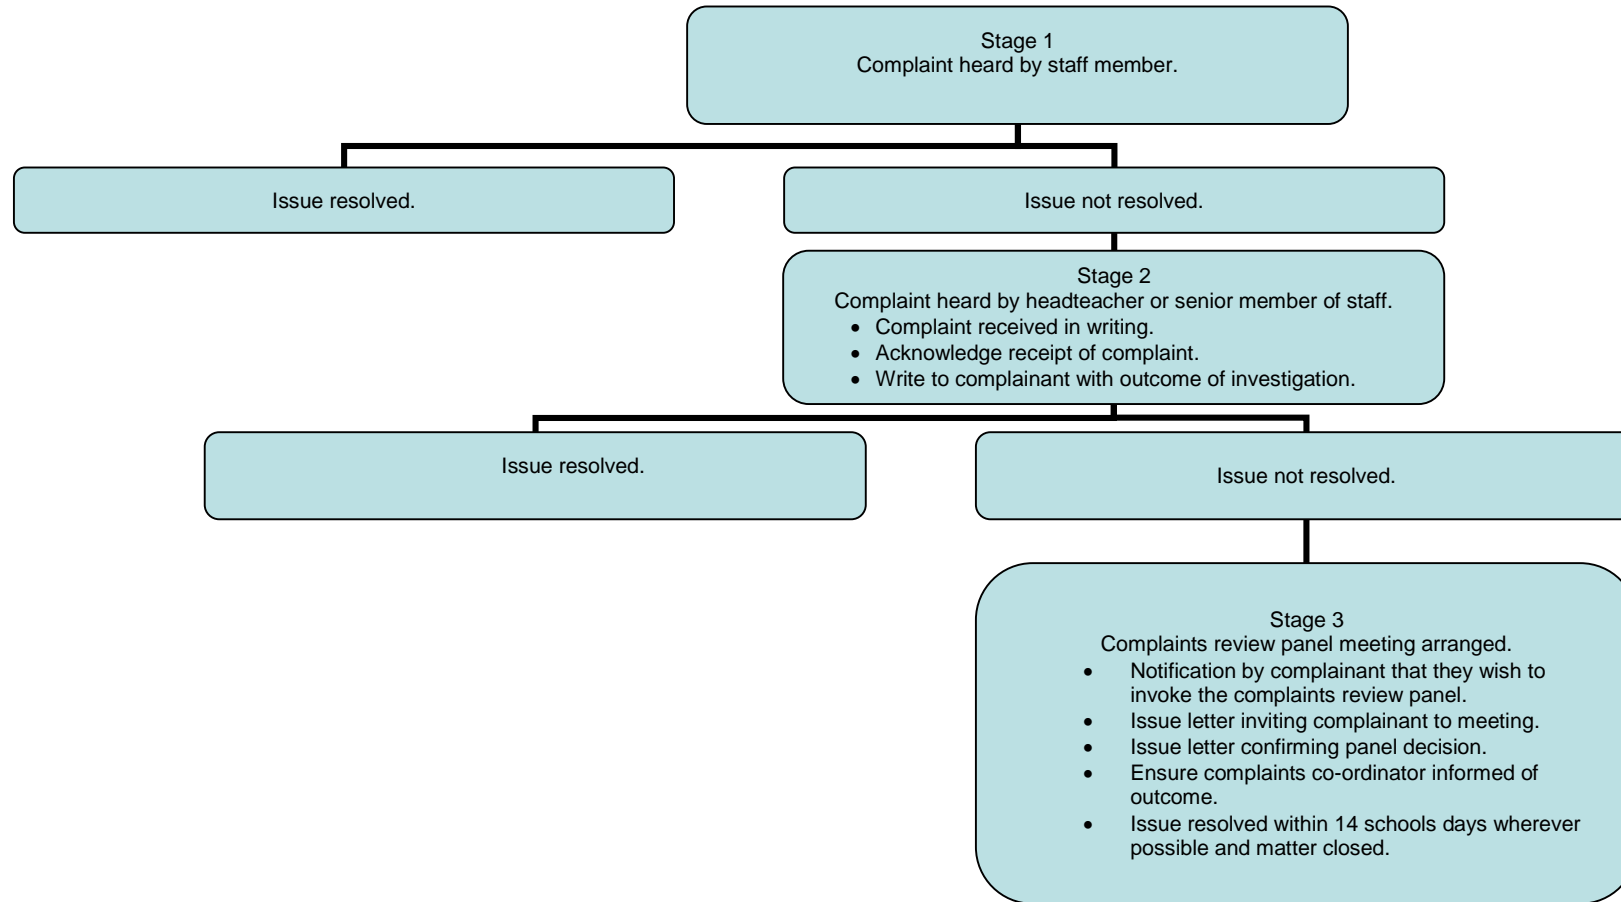 Stage 1
Complaint heard by staff member.
Issue resolved.
Issue not resolved.
Stage 2
Complaint heard by headteacher or senior member of staff.
• Complaint received in writing.
• Acknowledge receipt of complaint.
• Write to complainant with outcome of investigation.
Issue resolved.
Issue not resolved.
Stage 3
Complaints review panel meeting arranged.
• Notification by complainant that they wish to
invoke the complaints review panel.
• Issue letter inviting complainant to meeting.
• Issue letter confirming panel decision.
• Ensure complaints co-ordinator informed of
outcome.
• Issue resolved within 14 schools days wherever
possible and matter closed.